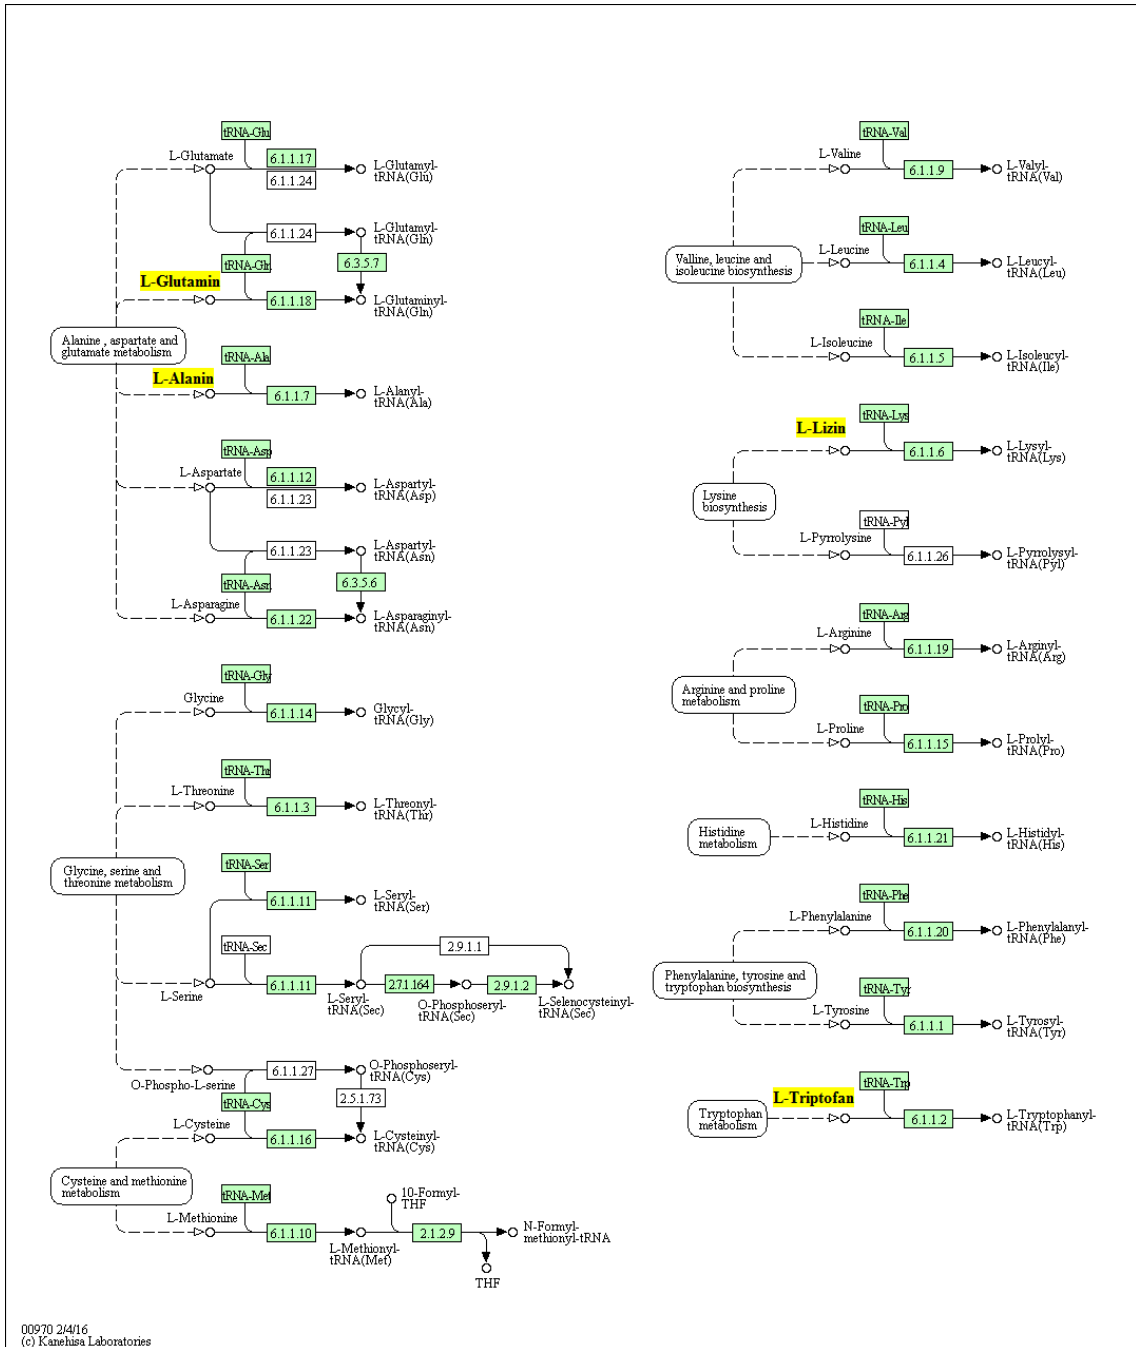 tRNA-Glu
L-Glutamate
6.1.1.17
6.1.1.24
L-Glutamyl-
tRNA(Glu)
6.1.1.24
L-Glutamyl-
tRNA(Gln)
tRNA-Gln
6.3.5.7
L-Glutamin
6.1.1.18
L-Glutaminyl-
tRNA(Gln)
Alanine , aspartate and
glutamate metabolism
tRNA-Ala
L-Alanin
6.1.1.7
L-Alanyl-
tRNA(Ala)
tRNA-Asp
L-Aspartate
6.1.1.12
6.1.1.23
L-Aspartyl-
tRNA(Asp)
6.1.1.23
L-Aspartyl-
tRNA(Asn)
tRNA-Asn
6.3.5.6
L-Asparagine
6.1.1.22
L-Asparaginyl-
tRNA(Asn)
tRNA-Gly
Glycine
6.1.1.14
Glycyl-
tRNA(Gly)
tRNA-Thr
L-Threonine
6.1.1.3
L-Threonyl-
tRNA(Thr)
Glycine, serine and
threonine metabolism
tRNA-Ser
6.1.1.11
L-Seryl-
tRNA(Ser)
tRNA-Sec
2.9.1.1
L-Serine
6.1.1.11
L-Seryl-
tRNA(Sec)
2.7.1.164
O-Phosphoseryl-
tRNA(Sec)
2.9.1.2
L-Selenocysteinyl-
tRNA(Sec)
O-Phospho-L-serine
6.1.1.27
O-Phosphoseryl-
tRNA(Cys)
tRNA-Cys
2.5.1.73
L-Cysteine
6.1.1.16
L-Cysteinyl-
tRNA(Cys)
Cysteine and methionine
metabolism
tRNA-Met
L-Methionine
6.1.1.10
L-Methionyl-
tRNA(Met)
10-Formyl-
THF
2.1.2.9
N-Formyl-
methionyl-tRNA
THF
tRNA-Val
L-Valine
6.1.1.9
L-Valyl-
tRNA(Val)
tRNA-Leu
Valline, leucine and
isoleucine biosynthesis
L-Leucine
6.1.1.4
L-Leucyl-
tRNA(Leu)
tRNA-Ile
L-Isoleucine
6.1.1.5
L-Isoleucyl-
tRNA(Ile)
tRNA-Lys
L-Lizin
6.1.1.6
L-Lysyl-
tRNA(Lys)
Lysine
biosynthesis
tRNA-Pyl
L-Pyrrolysine
6.1.1.26
L-Pyrrolysyl-
tRNA(Pyl)
tRNA-Arg
L-Arginine
6.1.1.19
L-Arginyl-
tRNA(Arg)
Arginine and proline
metabolism
tRNA-Pro
L-Proline
6.1.1.15
L-Prolyl-
tRNA(Pro)
tRNA-His
Histidine
metabolism
L-Histidine
6.1.1.21
L-Histidyl-
tRNA(His)
tRNA-Phe
L-Phenylalanine
6.1.1.20
L-Phenylalanyl-
tRNA(Phe)
Phenylalanine, tyrosine and
tryptophan biosynthesis
tRNA-Tyr
L-Tyrosine
6.1.1.1
L-Tyrosyl-
tRNA(Tyr)
tRNA-Trp
Tryptophan
metabolism
L-Triptofan
6.1.1.2
L-Tryptophanyl-
tRNA(Trp)
00970 2/4/16
(c) Kanehisa Laboratories